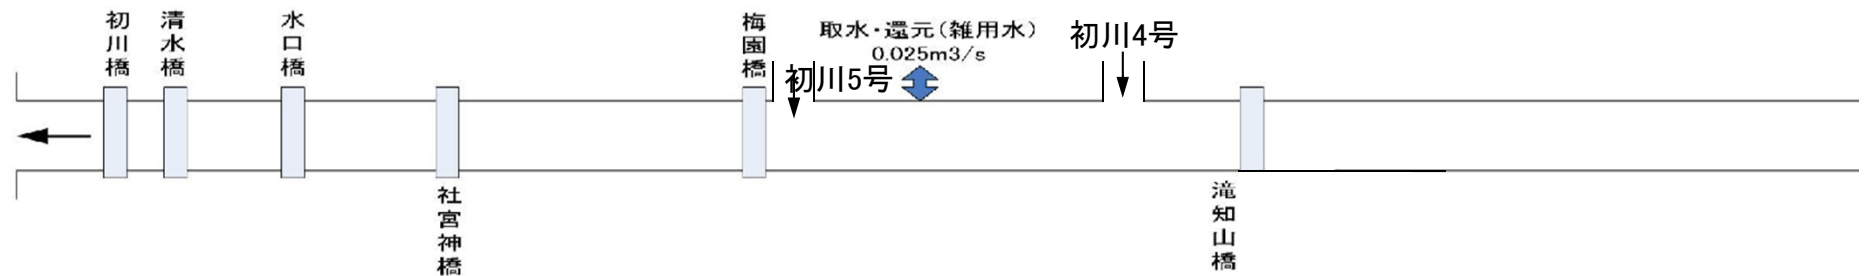 初川橋
清水橋
水口橋
社宮神橋
梅園橋
初川5号
取水・還元（雑用水）
0.025m3/s
初川4号
滝知山橋